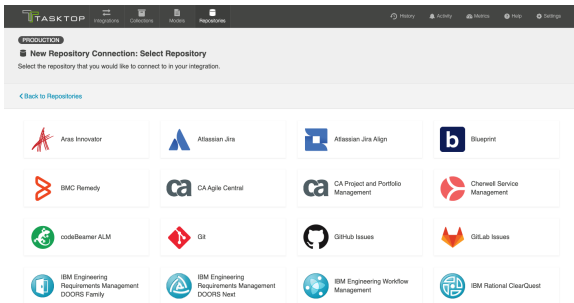 TASKTOP
Integrations
Collections
Models
Repositories
History
Activity
Metrics
Help
Settings
PRODUCTION
New Repository Connection: Select Repository
Select the repository that you would like to connect to in your integration.
Back to Repositories
Aras Innovator
Atlassian Jira
Atlassian Jira Align
b
Blueprint
BMC Remedy
ca
CA Agile Central
ca
CA Project and Portfolio
Management
Cherwell Service
Management
codeBeamer ALM
Git
GitHub Issues
GitLab Issues
IBM Engineering
Requirements Management
DOORS Family
IBM Engineering
Requirements Management
DOORS Next
IBM Engineering Workflow
Management
IBM Rational ClearQuest